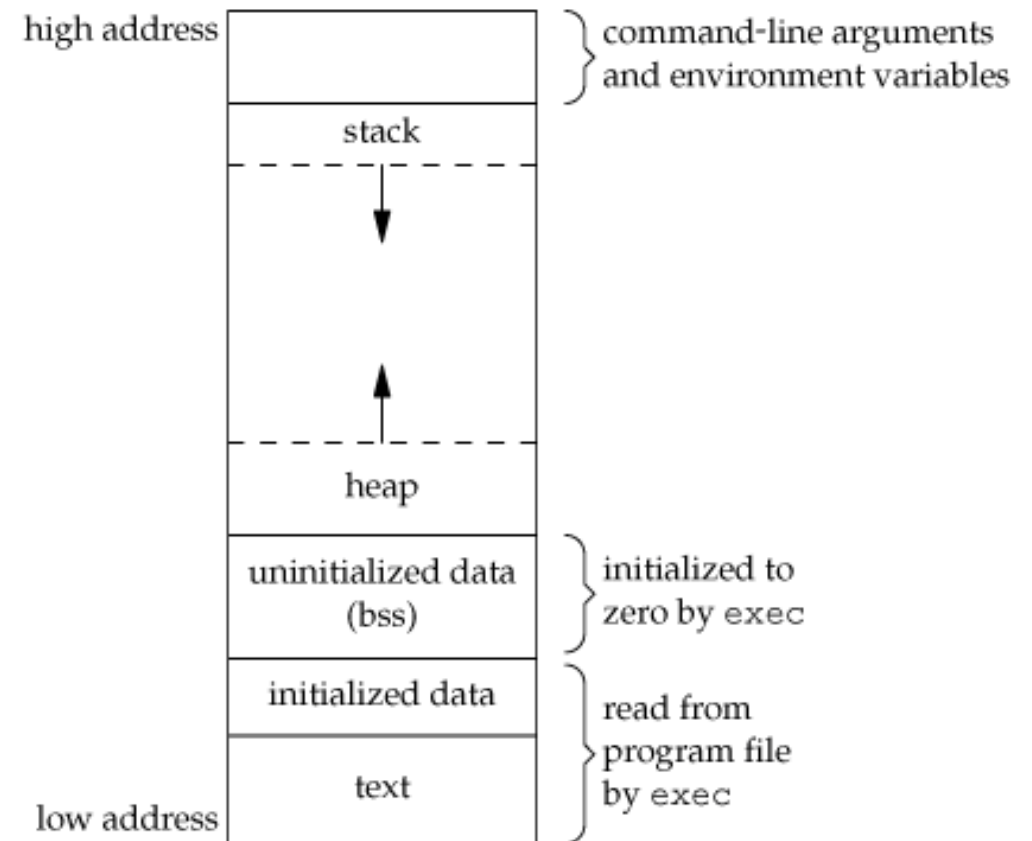 high address
command-line arguments
and environment variables
stack
heap
uninitialized data
(bss)
initialized to
zero by exec
initialized data
read from
program file
by exec
text
low address